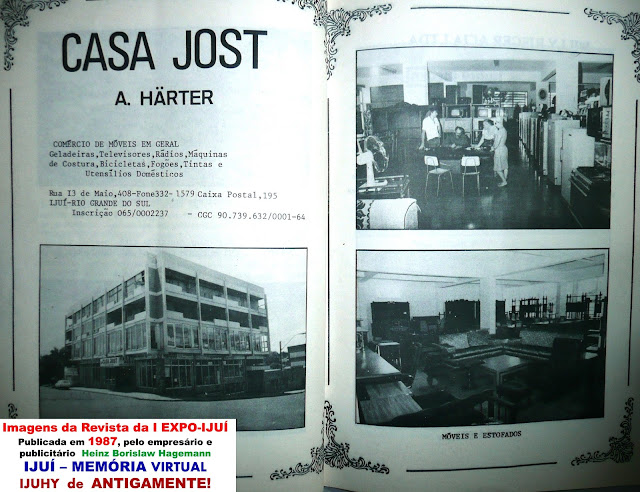 CASA JOST
A. HÄRTER
COMÉRCIO DE MÓVEIS EM GERAL
Geladeiras,Televisores,Rádios,Máquinas
de Costura,Bicicletas,Fogões,Tintas e
Utensílios Domésticos
Rua 13 de Maio,408-Fone332-1579 Caixa Postal,195
IJUÍ-RIO GRANDE DO SUL
Inscrição 065/0002237 - CGC 90.739.632/0001-64
MÓVEIS E ESTOFADOS
Imagens da Revista da I EXPO-IJUÍ
Publicada em 1987, pelo empresário e
publicitário Heinz Borislaw Hagemann
IJUÍ – MEMÓRIA VIRTUAL
IJUHY de ANTIGAMENTE!